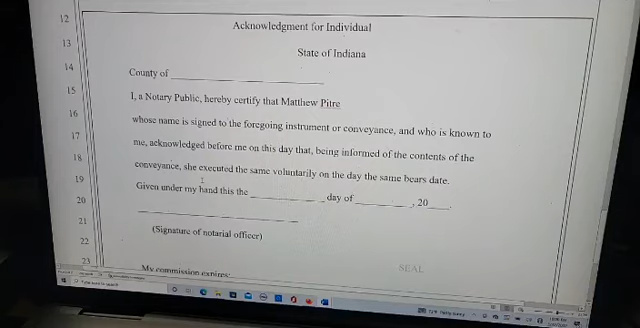 12
Acknowledgment for Individual
13
State of Indiana
14
County of
15
I, a Notary Public, hereby certify that Matthew Pitre
16
whose name is signed to the foregoing instrument or conveyance, and who is known to
17
me, acknowledged before me on this day that, being informed of the contents of the
18
conveyance, she executed the same voluntarily on the day the same bears date.
19
Given under my hand this the day of , 20 .
20
21
(Signature of notarial officer)
22
23
My commission expires: SEAL